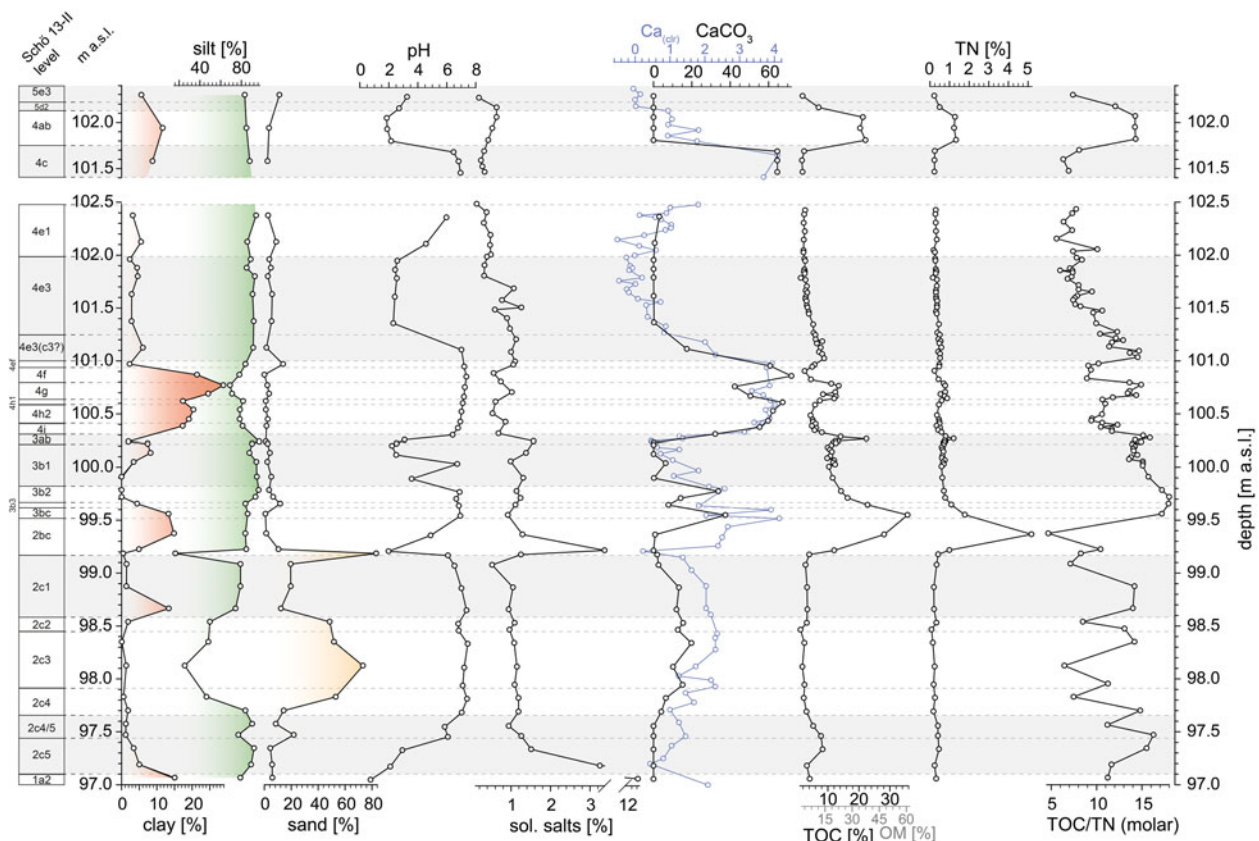 Schö 13-II
level
m a.s.l.
silt [%]
40 80
pH
0 2 4 6 8
Ca(clr) CaCO3
0 1 2 3 4
0 20 40 60
TN [%]
0 1 2 3 4 5
5e3
5d2
4ab
4c
102.0
101.5
102.0
101.5
4e1
4e3
4e3(c3?)
4ef
4f
4g
4h1
4h2
4i
3ab
3b1
3b2
3b3
3bc
2bc
2c1
2c2
2c3
2c4
2c4/5
2c5
1a2
102.5
102.0
101.5
101.0
100.5
100.0
99.5
99.0
98.5
98.0
97.5
97.0
102.5
102.0
101.5
101.0
100.5
100.0
99.5
99.0
98.5
98.0
97.5
97.0
depth [m a.s.l.]
0 20
clay [%]
0 20 40 60 80
sand [%]
1 2 3 12
sol. salts [%]
10 20 30
15 30 45 60
TOC [%] OM [%]
5 10 15
TOC/TN (molar)